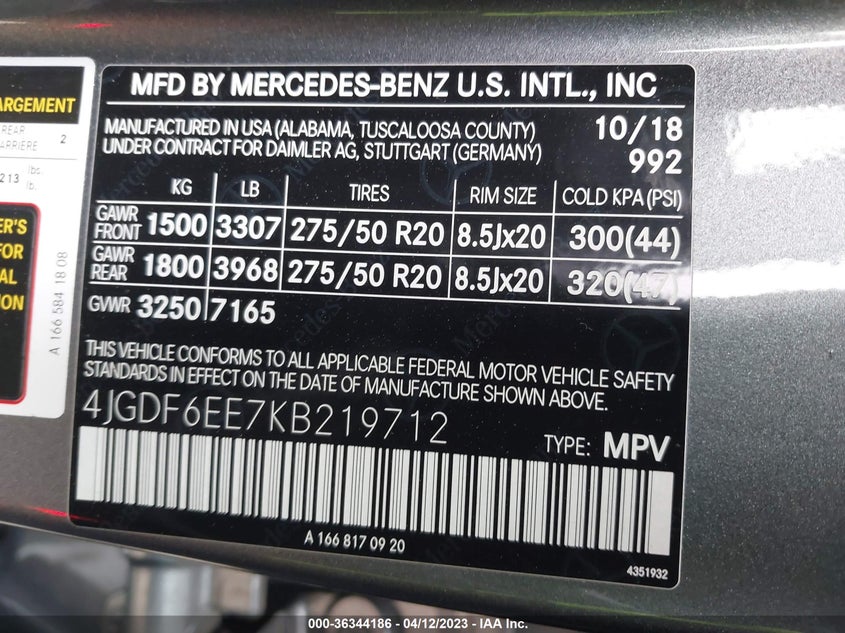 MFD BY MERCEDES-BENZ U.S. INTL., INC
MANUFACTURED IN USA (ALABAMA, TUSCALOOSA COUNTY) 10/18
UNDER CONTRACT FOR DAIMLER AG, STUTTGART (GERMANY) 992
KG LB TIRES RIM SIZE COLD KPA (PSI)
GAWR FRONT 1500 3307 275/50 R20 8.5Jx20 300(44)
GAWR REAR 1800 3968 275/50 R20 8.5Jx20 320(47)
GVWR 3250 7165
THIS VEHICLE CONFORMS TO ALL APPLICABLE FEDERAL MOTOR VEHICLE SAFETY
STANDARDS IN EFFECT ON THE DATE OF MANUFACTURE SHOWN ABOVE.
4JGDF6EE7KB219712
TYPE: MPV
A 166 817 09 20
4351932
ARGEMENT
REAR
ARRIERE 2
213 lbs.
lb.
ER'S
FOR
AL
ION
A 166 584 18 08
000-36344186 - 04/12/2023 - IAA Inc.